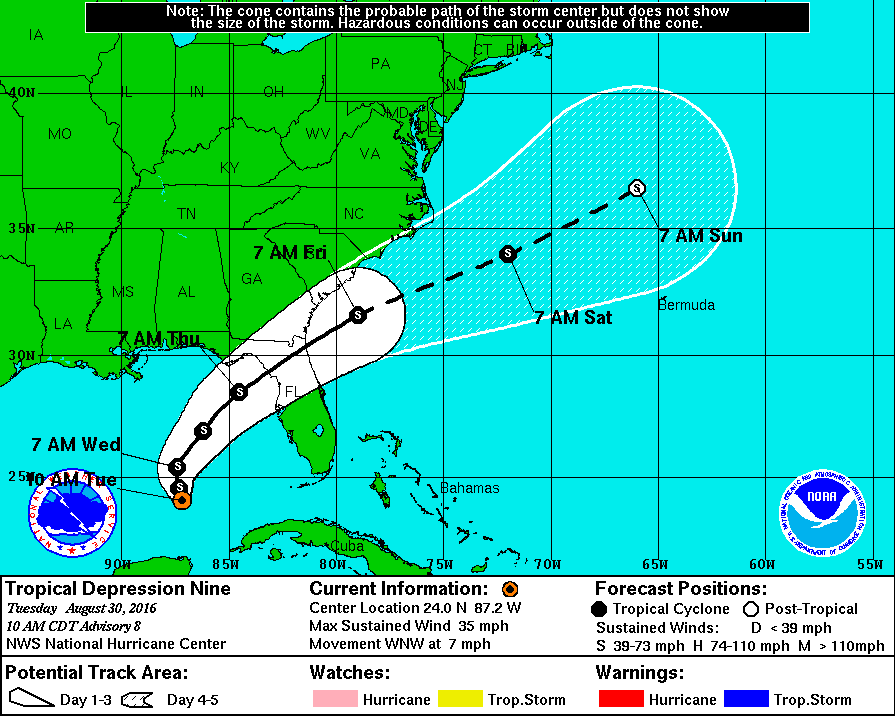 Note: The cone contains the probable path of the storm center but does not show
the size of the storm. Hazardous conditions can occur outside of the cone.
IA
PA
CT
RI
NJ
40N
IL
IN
OH
MD
DE
MO
WV
VA
KY
TN
NC
35N
AR
7 AM Sun
7 AM Fri
S
S
MS
AL
GA
Bermuda
LA
S
7 AM Sat
7 AM Thu
30N
S
FL
S
7 AM Wed
S
25N
10 AM Tue
S
Bahamas
NOAA
Cuba
90W
85W
80W
75W
70W
65W
60W
55W
Tropical Depression Nine
Tuesday August 30, 2016
10 AM CDT Advisory 8
NWS National Hurricane Center
Current Information:
Center Location 24.0 N 87.2 W
Max Sustained Wind 35 mph
Movement WNW at 7 mph
Forecast Positions:
Tropical Cyclone Post-Tropical
Sustained Winds: D < 39 mph
S 39-73 mph H 74-110 mph M > 110mph
Potential Track Area:
Day 1-3 Day 4-5
Watches:
Hurricane Trop.Storm
Warnings:
Hurricane Trop.Storm